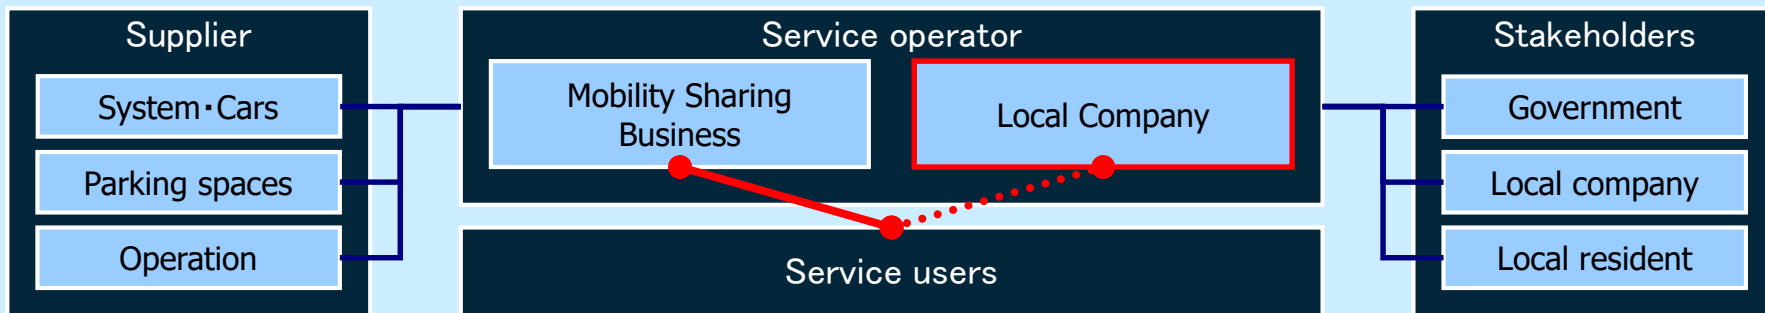 Supplier
System・Cars
Parking spaces
Operation
Service operator
Mobility Sharing
Business
Local Company
Service users
Stakeholders
Government
Local company
Local resident